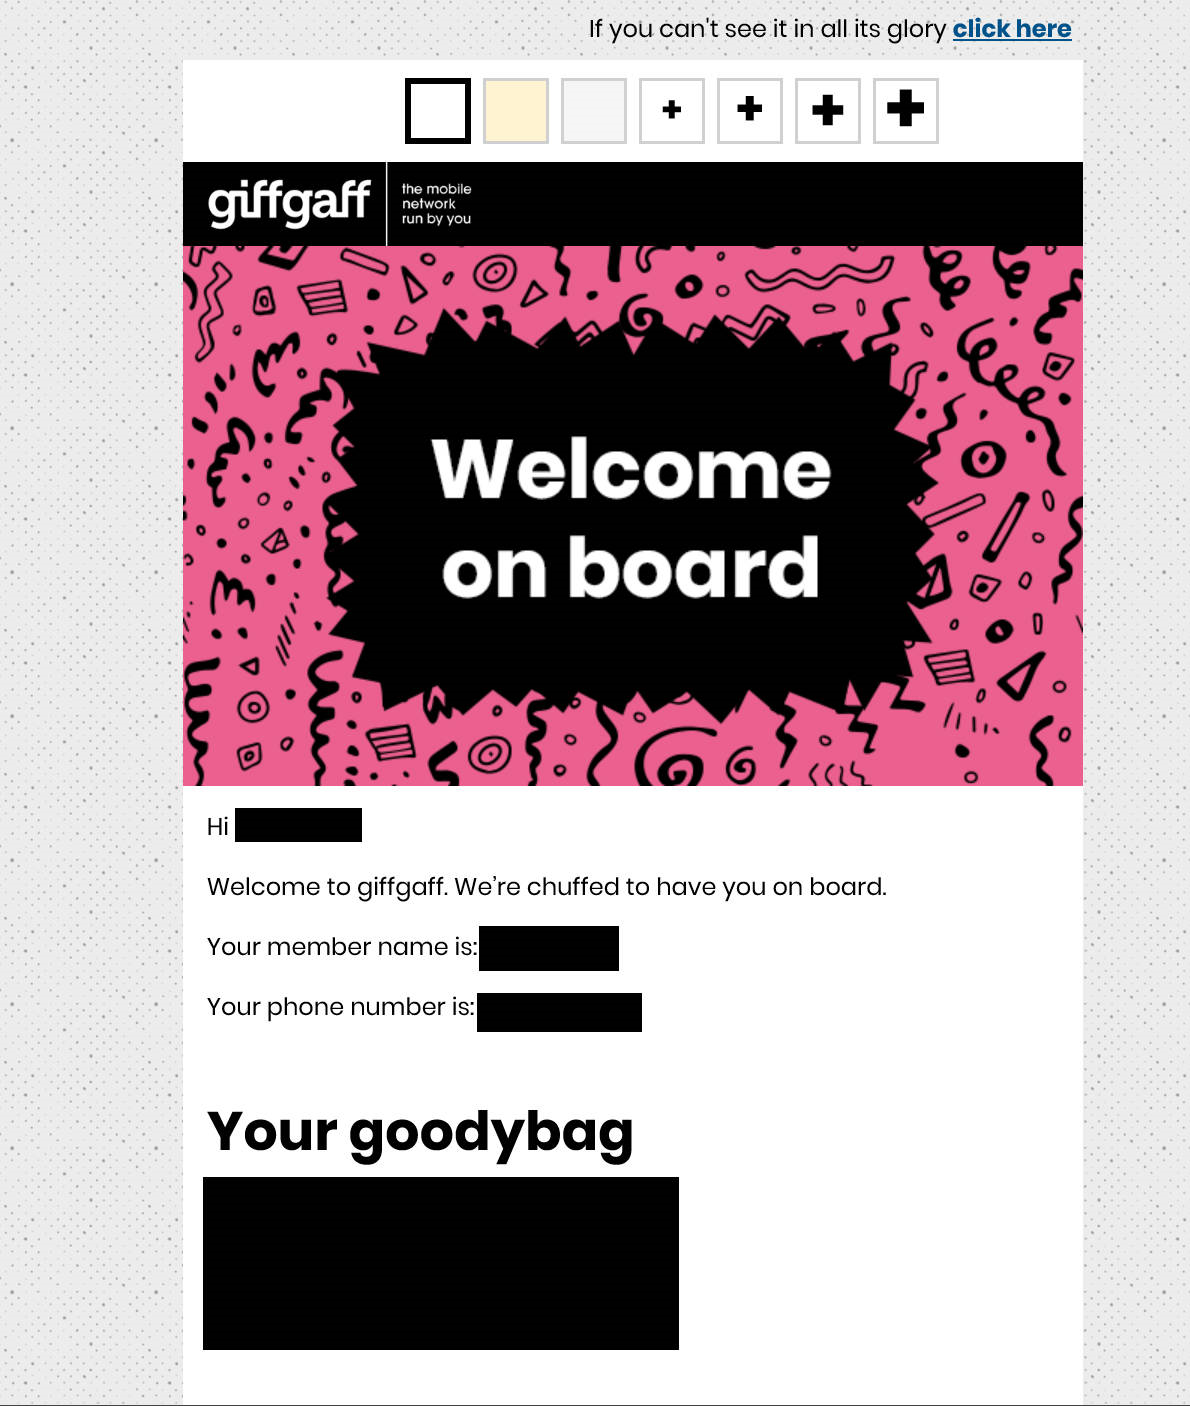 If you can't see it in all its glory click here
giffgaff
the mobile
network
run by you
Welcome
on board
Hi
Welcome to giffgaff. We’re chuffed to have you on board.
Your member name is:
Your phone number is:
Your goodybag